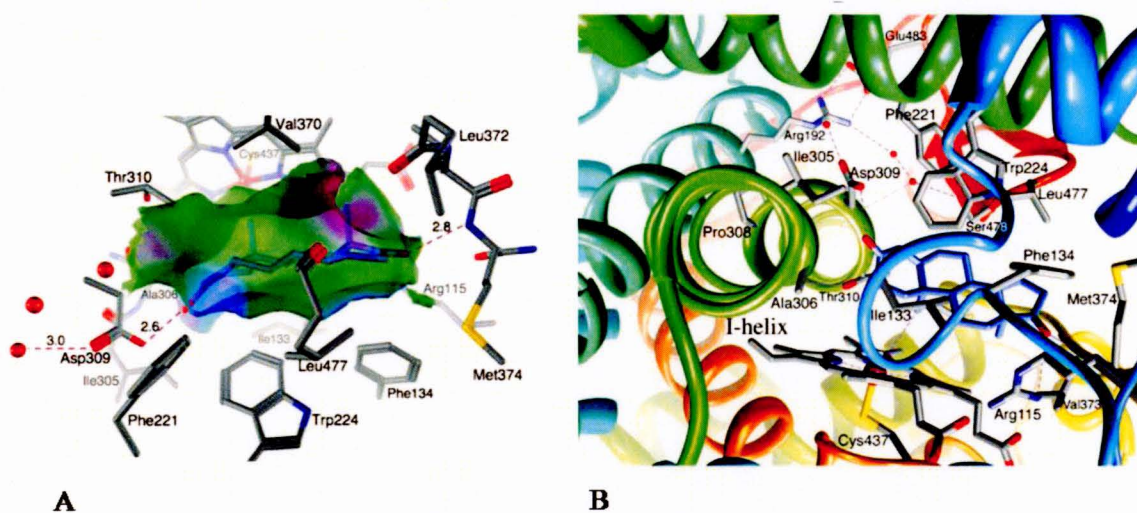 Val370
Cys437
Leu372
Thr310
2.8
Ala306
Arg115
3.0
2.6
Asp309
Ile133
Ile305
Leu477
Met374
Phe134
Phe221
Trp224
A
Glu483
Phe221
Arg192
Ile305
Asp309
Trp224
Leu477
Pro308
Ser478
Phe134
Ala306
Thr310
Met374
Ile133
I-helix
Arg115
Val373
Cys437
B